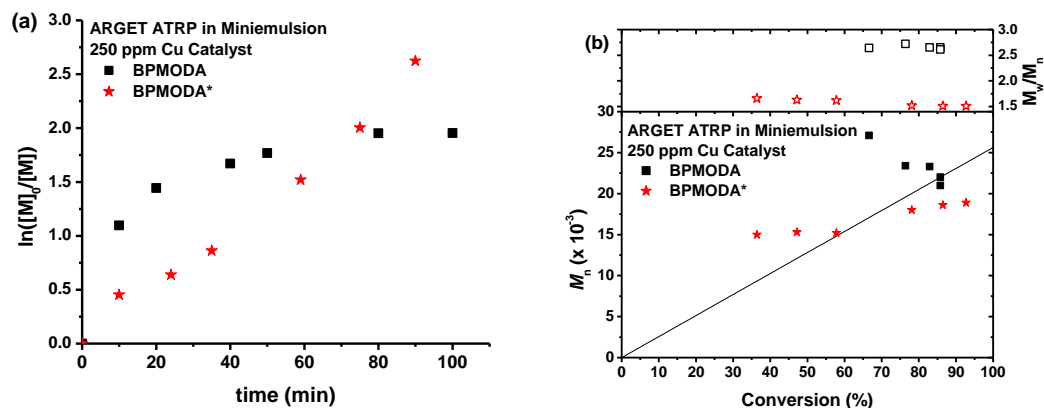 (a)
ARGET ATRP in Miniemulsion
250 ppm Cu Catalyst
BPMODA
BPMODA*
3.0
2.5
2.0
1.5
1.0
0.5
0.0
ln([M]0/[M])
0 20 40 60 80 100
time (min)
(b)
3.0
2.5
2.0
1.5
Mw/Mn
ARGET ATRP in Miniemulsion
250 ppm Cu Catalyst
BPMODA
BPMODA*
30
25
20
15
10
5
0
Mn (x 10-3)
0 10 20 30 40 50 60 70 80 90 100
Conversion (%)